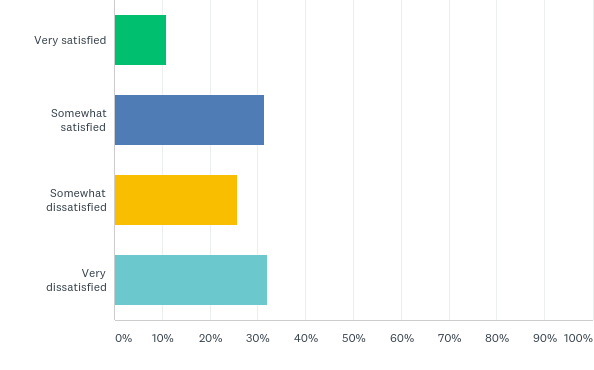 Very satisfied
Somewhat
satisfied
Somewhat
dissatisfied
Very
dissatisfied
0% 10% 20% 30% 40% 50% 60% 70% 80% 90% 100%